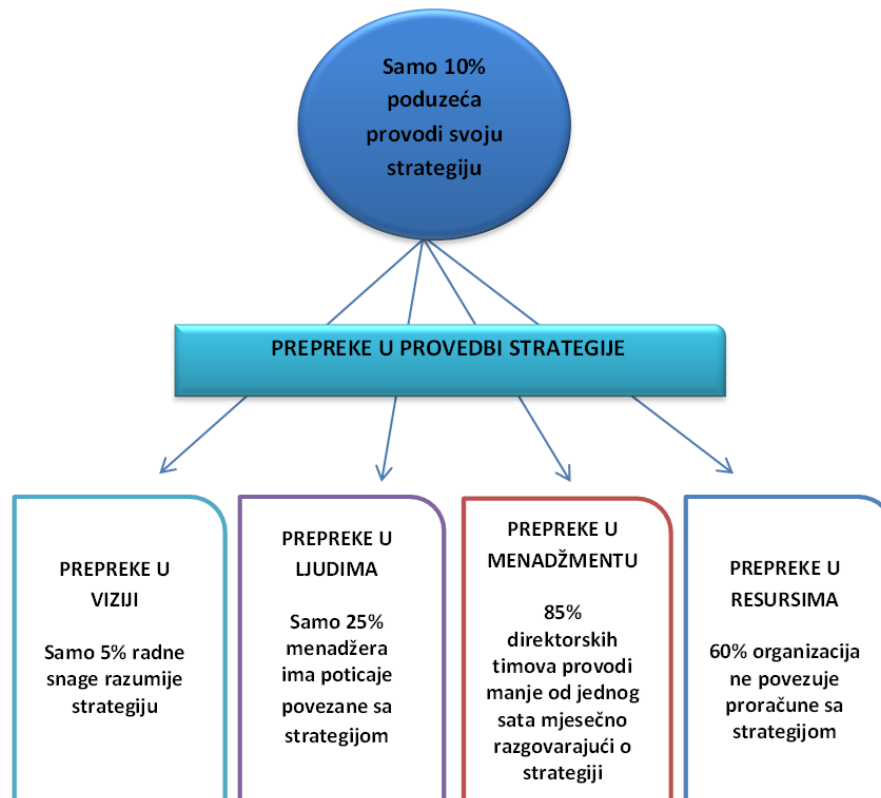 Samo 10%
poduzeća
provodi svoju
strategiju
PREPREKE U PROVEDBI STRATEGIJE
PREPREKE U
VIZIJI
Samo 5% radne
snage razumije
strategiju
PREPREKE U
LJUDIMA
Samo 25%
menadžera
ima poticaje
povezane sa
strategijom
PREPREKE U
MENADŽMENTU
85%
direktorskih
timova provodi
manje od jednog
sata mjesečno
razgovarajući o
strategiji
PREPREKE U
RESURSIMA
60% organizacija
ne povezuje
proračune sa
strategijom